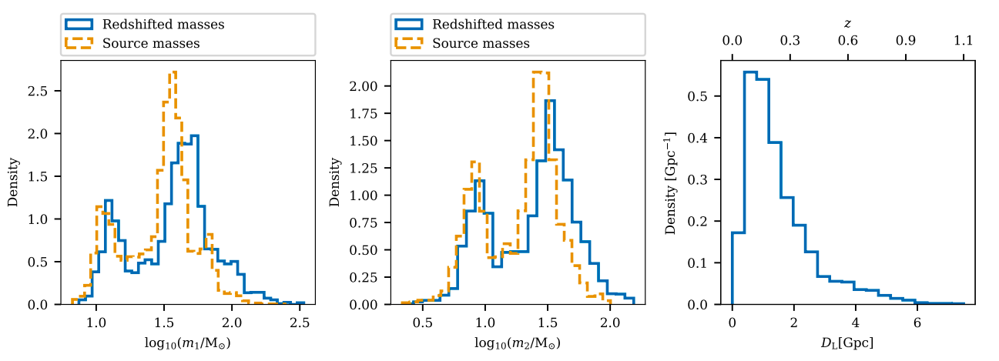 Redshifted masses
Source masses
Density
0.0
0.5
1.0
1.5
2.0
2.5
1.0 1.5 2.0 2.5
log₁₀(m₁/M⊙)
Redshifted masses
Source masses
Density
0.00
0.25
0.50
0.75
1.00
1.25
1.50
1.75
2.00
0.5 1.0 1.5 2.0
log₁₀(m₂/M⊙)
z
0.0 0.3 0.6 0.9 1.1
Density [Gpc⁻¹]
0.0
0.1
0.2
0.3
0.4
0.5
0 2 4 6
D_L[Gpc]